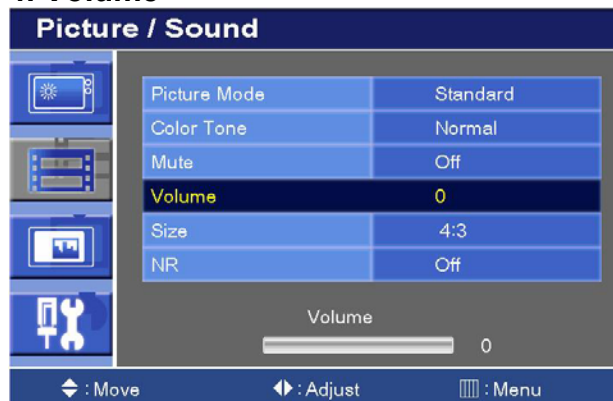 Picture / Sound
Picture Mode Standard
Color Tone Normal
Mute Off
Volume 0
Size 4:3
NR Off
Volume
0
: Move : Adjust : Menu